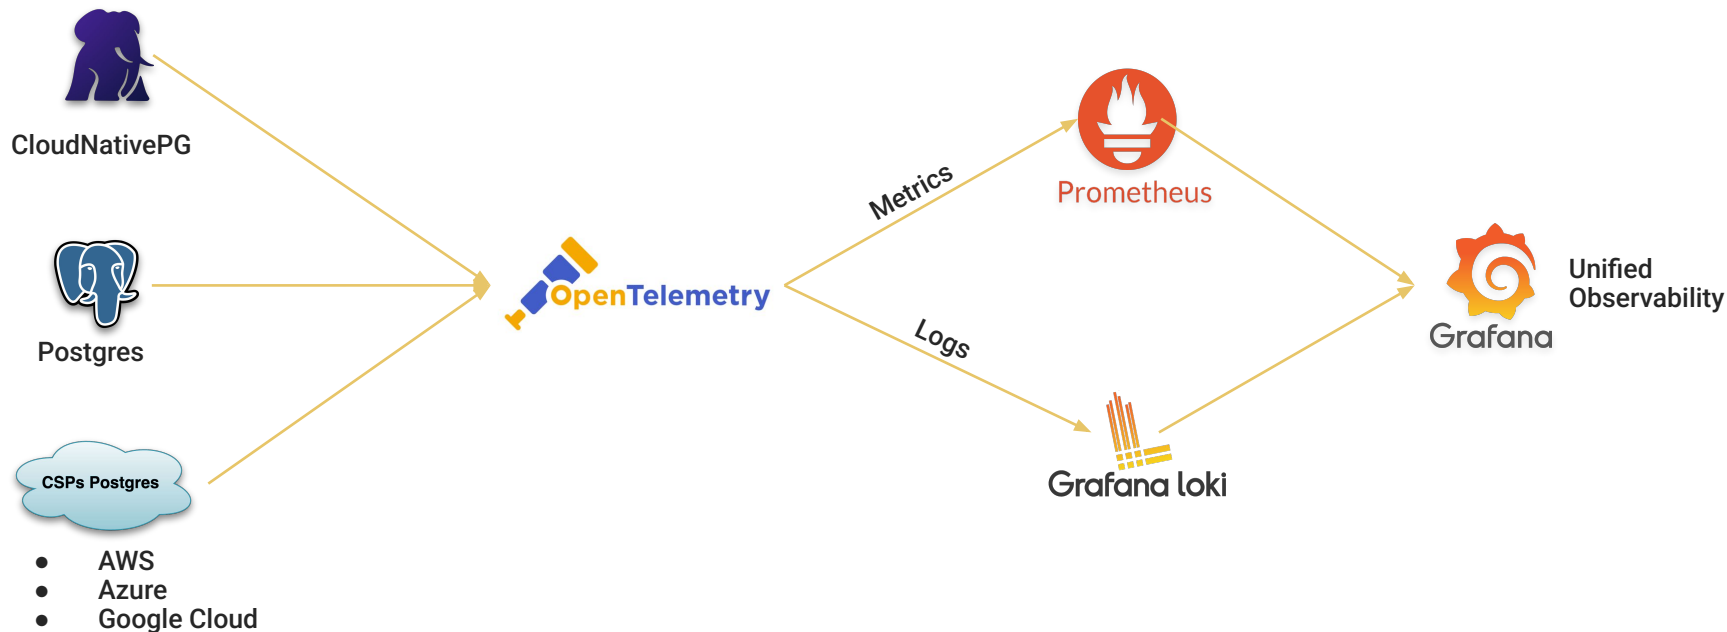 CloudNativePG
Postgres
CSPs Postgres
● AWS
● Azure
● Google Cloud
OpenTelemetry
Metrics
Logs
Prometheus
Grafana loki
Grafana
Unified
Observability